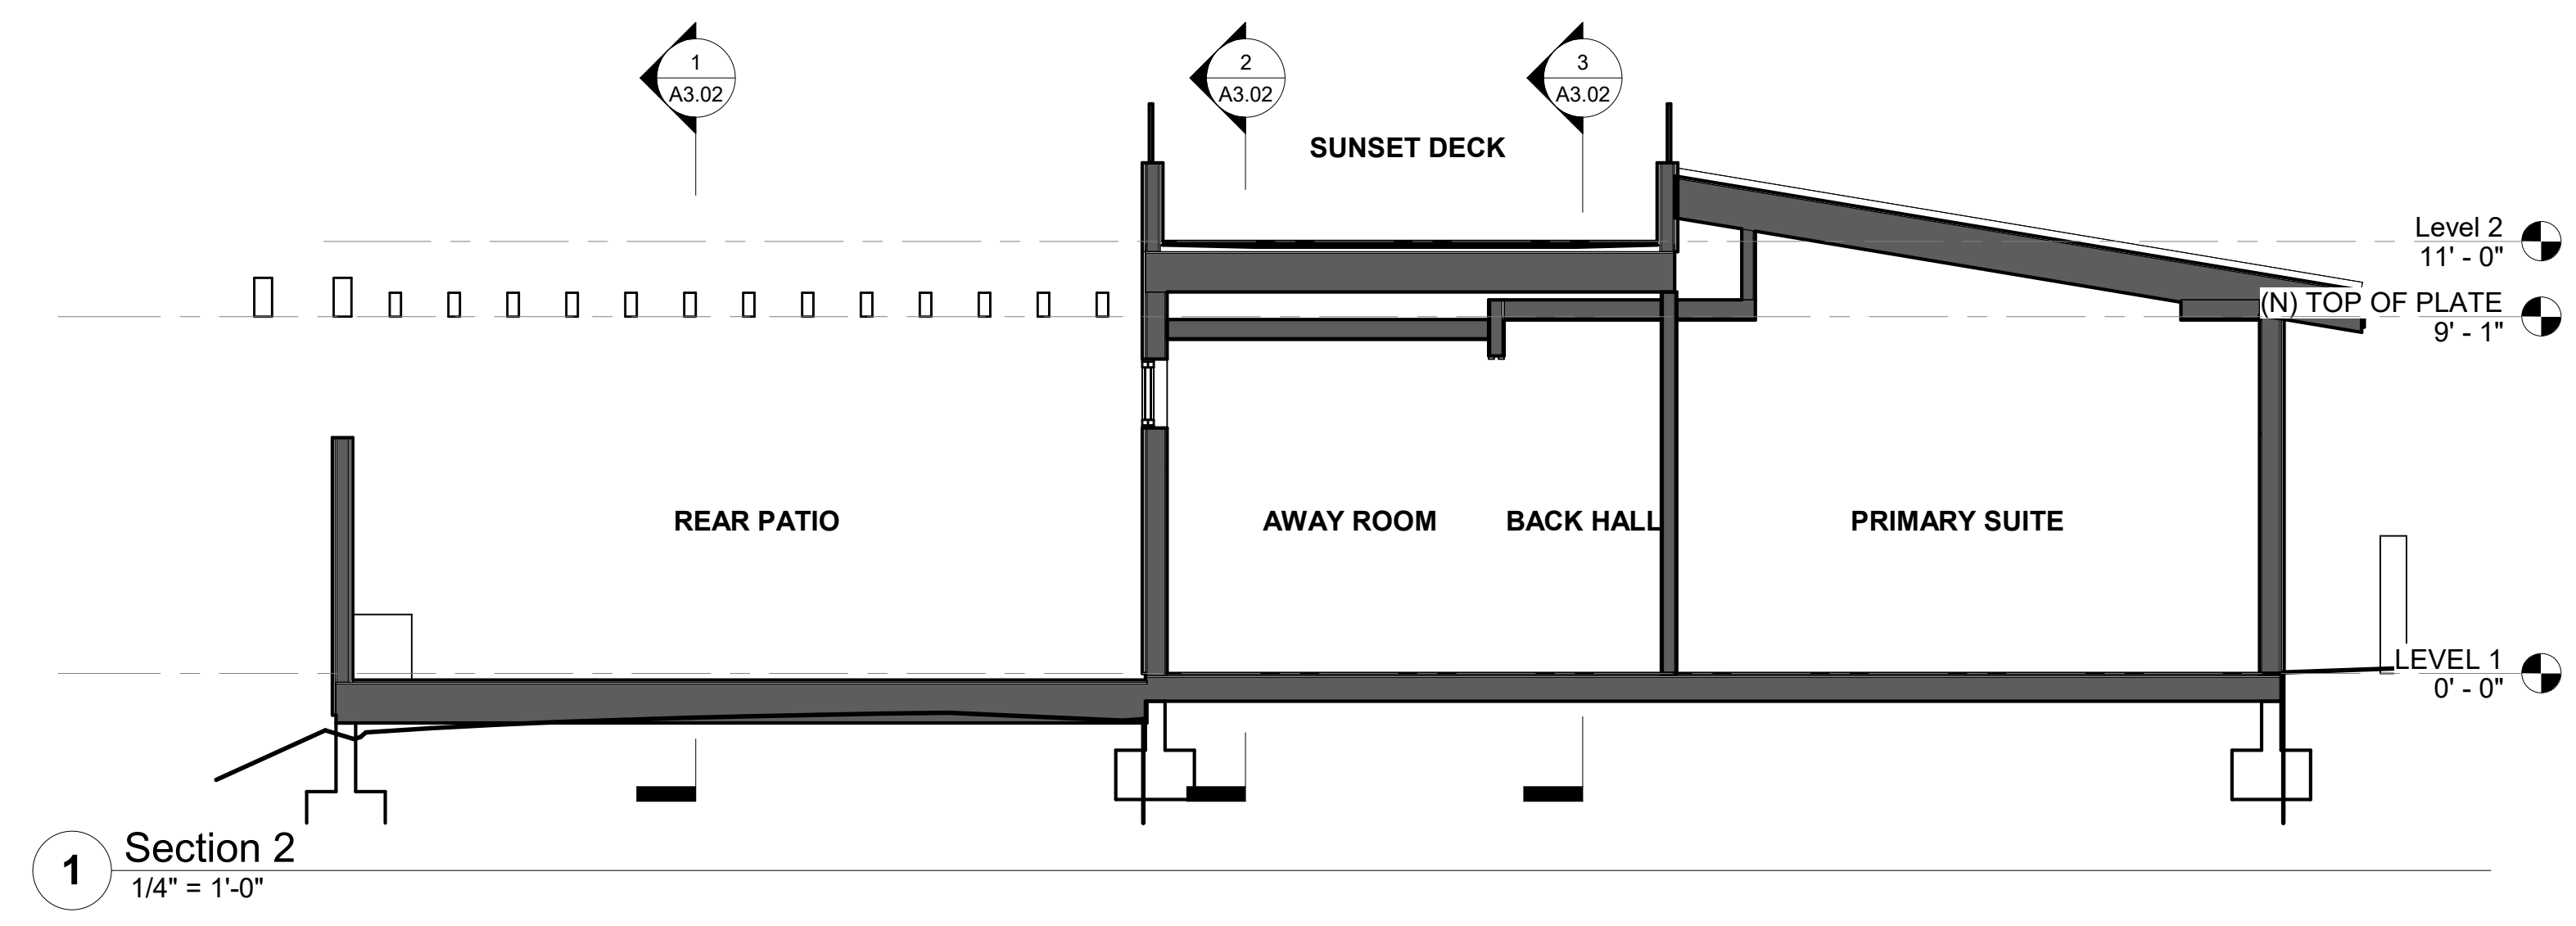 1
A3.02
2
A3.02
3
A3.02
SUNSET DECK
Level 2
11' - 0"
(N) TOP OF PLATE
9' - 1"
REAR PATIO
AWAY ROOM
BACK HALL
PRIMARY SUITE
LEVEL 1
0' - 0"
1
Section 2
1/4" = 1'-0"